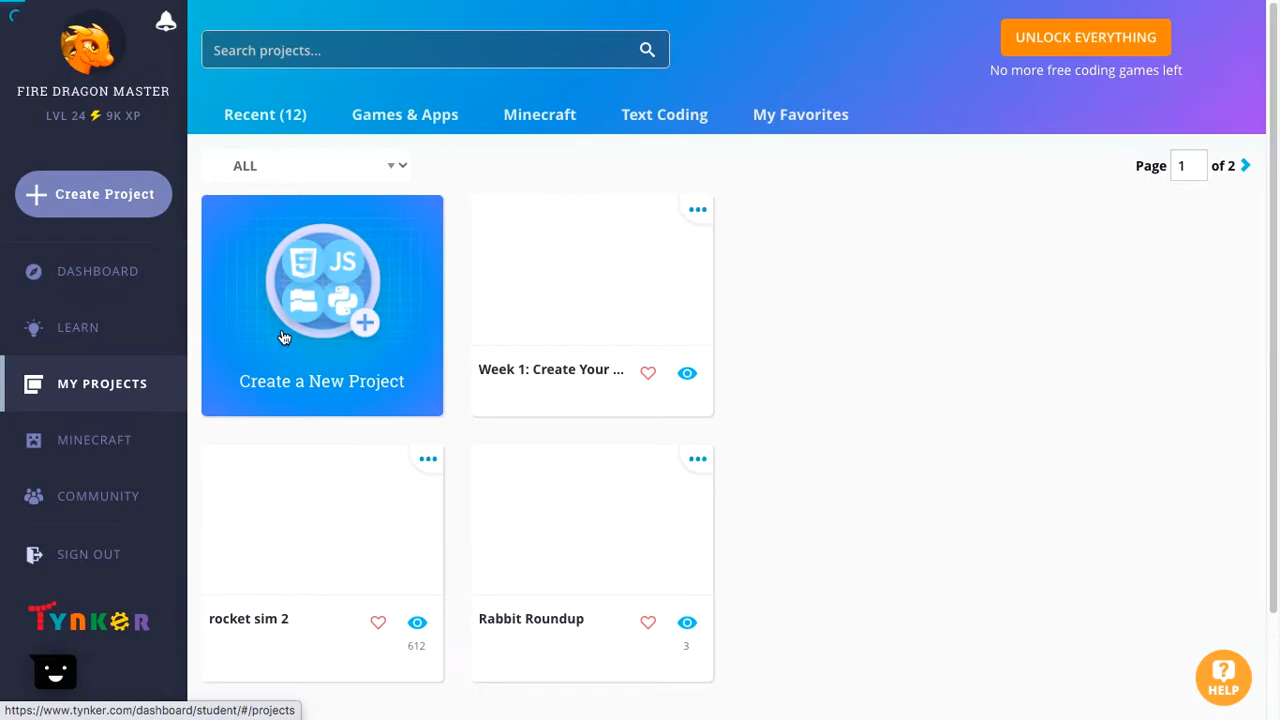 FIRE DRAGON MASTER
LVL 24 ⚡ 9K XP
Create Project
DASHBOARD
LEARN
MY PROJECTS
MINECRAFT
COMMUNITY
SIGN OUT
TYNKER
Search projects...
UNLOCK EVERYTHING
No more free coding games left
Recent (12) Games & Apps Minecraft Text Coding My Favorites
ALL
Page 1 of 2
JS
Create a New Project
Week 1: Create Your ...
rocket sim 2
612
Rabbit Roundup
3
?
HELP
https://www.tynker.com/dashboard/student/#/projects